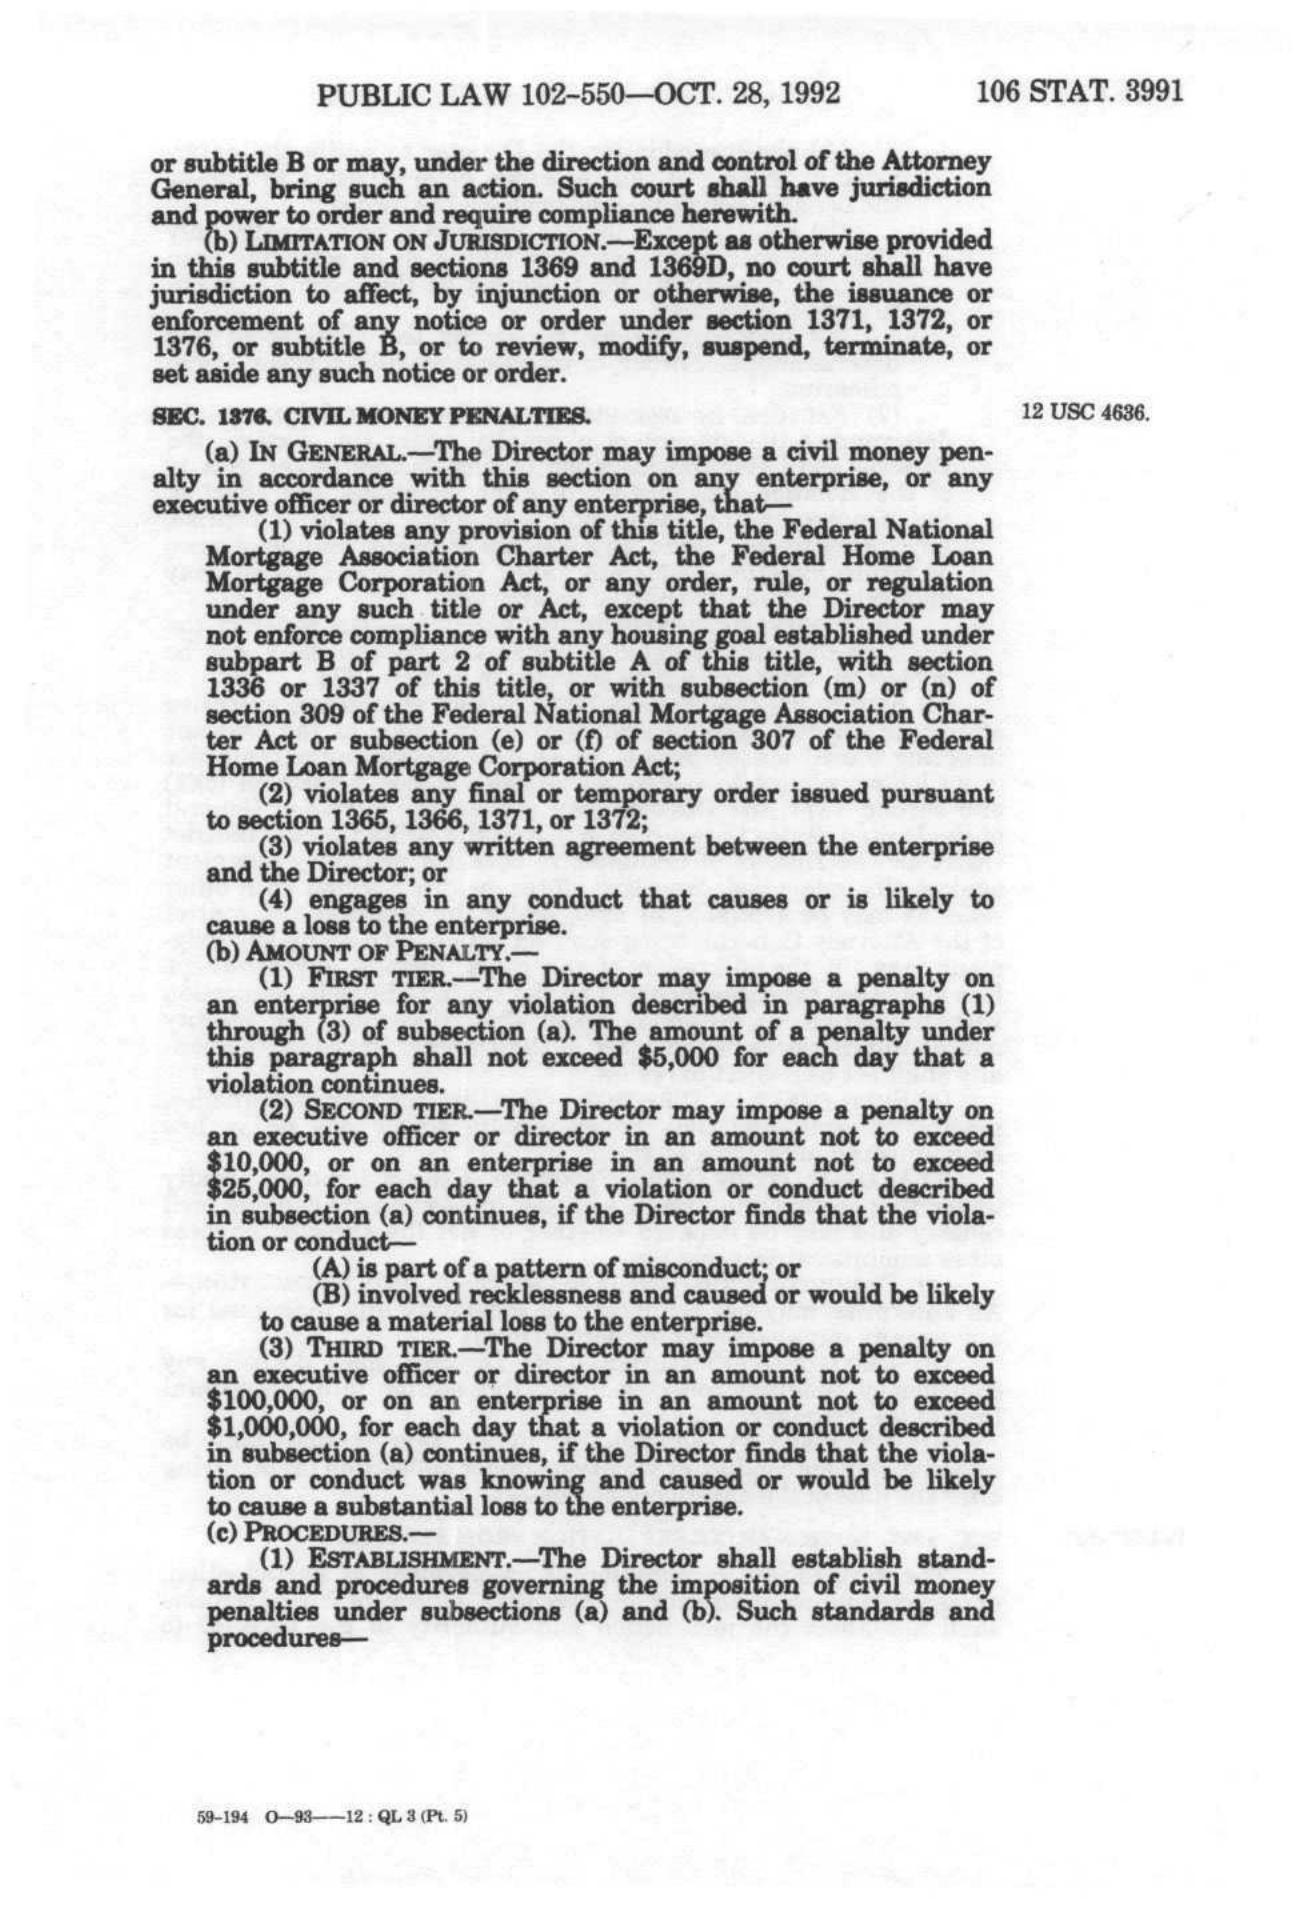 PUBLIC LAW 102–550—OCT. 28, 1992 106 STAT. 3991
or subtitle B or may, under the direction and control of the Attorney
General, bring such an action. Such court shall have jurisdiction
and power to order and require compliance herewith.
(b) LIMITATION ON JURISDICTION.—Except as otherwise provided
in this subtitle and sections 1369 and 1369D, no court shall have
jurisdiction to affect, by injunction or otherwise, the issuance or
enforcement of any notice or order under section 1371, 1372, or
1376, or subtitle B, or to review, modify, suspend, terminate, or
set aside any such notice or order.
SEC. 1376. CIVIL MONEY PENALTIES. 12 USC 4636.
(a) IN GENERAL.—The Director may impose a civil money pen-
alty in accordance with this section on any enterprise, or any
executive officer or director of any enterprise, that—
(1) violates any provision of this title, the Federal National
Mortgage Association Charter Act, the Federal Home Loan
Mortgage Corporation Act, or any order, rule, or regulation
under any such title or Act, except that the Director may
not enforce compliance with any housing goal established under
subpart B of part 2 of subtitle A of this title, with section
1336 or 1337 of this title, or with subsection (m) or (n) of
section 309 of the Federal National Mortgage Association Char-
ter Act or subsection (e) or (f) of section 307 of the Federal
Home Loan Mortgage Corporation Act;
(2) violates any final or temporary order issued pursuant
to section 1365, 1366, 1371, or 1372;
(3) violates any written agreement between the enterprise
and the Director; or
(4) engages in any conduct that causes or is likely to
cause a loss to the enterprise.
(b) AMOUNT OF PENALTY.—
(1) FIRST TIER.—The Director may impose a penalty on
an enterprise for any violation described in paragraphs (1)
through (3) of subsection (a). The amount of a penalty under
this paragraph shall not exceed $5,000 for each day that a
violation continues.
(2) SECOND TIER.—The Director may impose a penalty on
an executive officer or director in an amount not to exceed
$10,000, or on an enterprise in an amount not to exceed
$25,000, for each day that a violation or conduct described
in subsection (a) continues, if the Director finds that the viola-
tion or conduct—
(A) is part of a pattern of misconduct; or
(B) involved recklessness and caused or would be likely
to cause a material loss to the enterprise.
(3) THIRD TIER.—The Director may impose a penalty on
an executive officer or director in an amount not to exceed
$100,000, or on an enterprise in an amount not to exceed
$1,000,000, for each day that a violation or conduct described
in subsection (a) continues, if the Director finds that the viola-
tion or conduct was knowing and caused or would be likely
to cause a substantial loss to the enterprise.
(c) PROCEDURES.—
(1) ESTABLISHMENT.—The Director shall establish stand-
ards and procedures governing the imposition of civil money
penalties under subsections (a) and (b). Such standards and
procedures—
59–194 O—93——12 : QL 3 (Pt. 5)